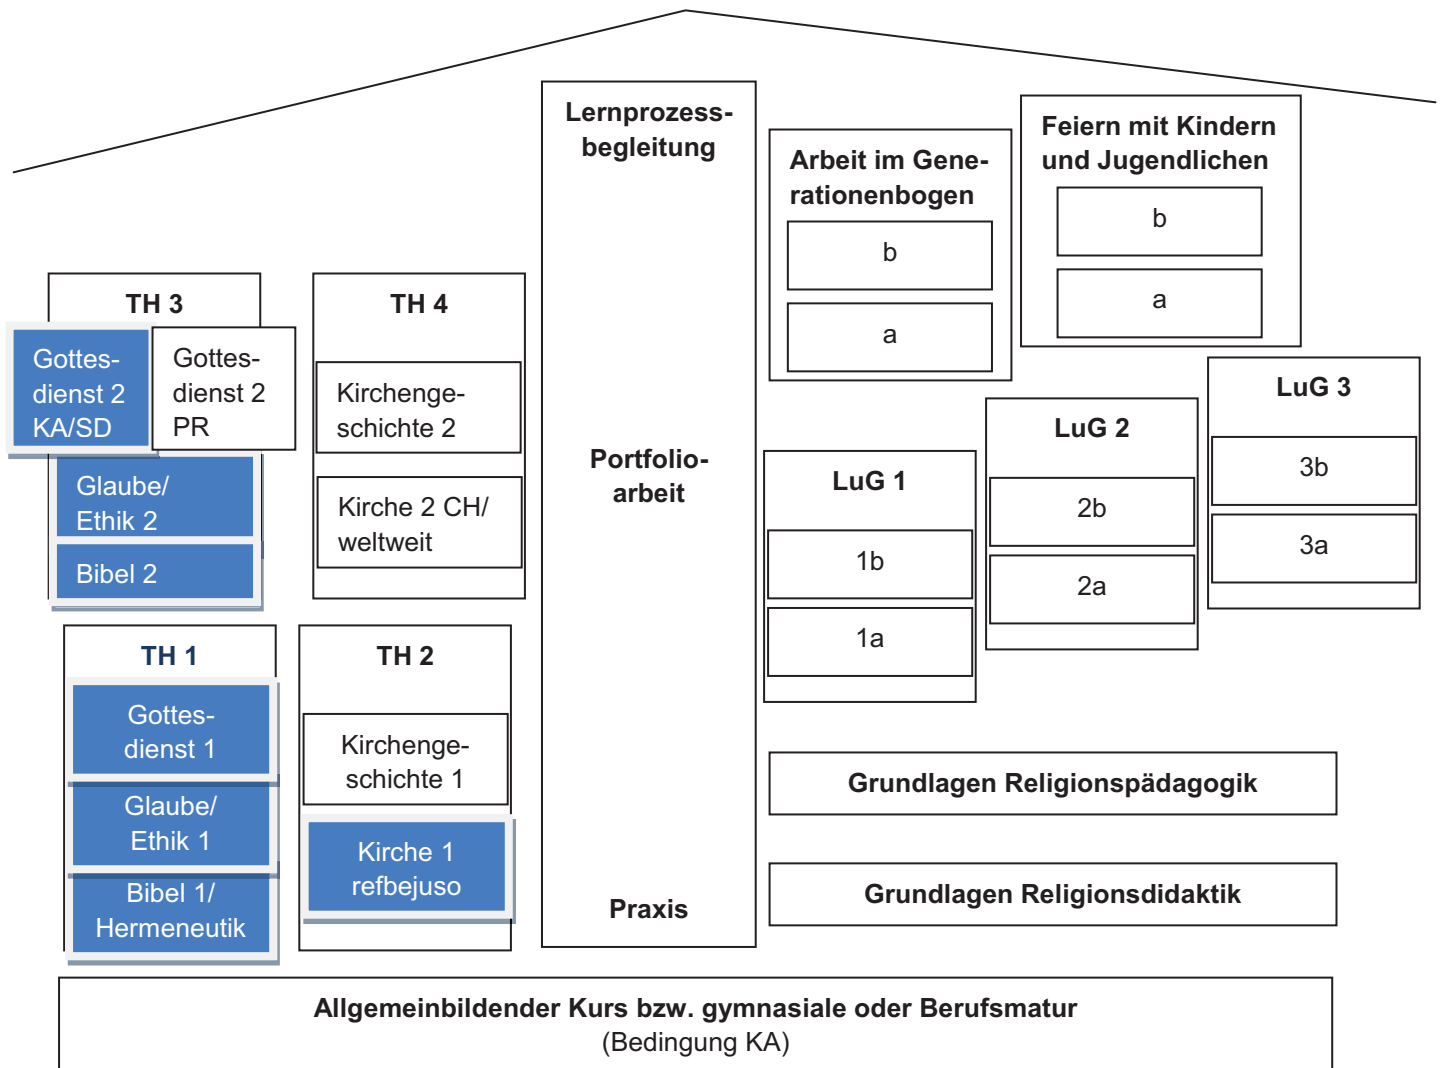 Lernprozess-
begleitung
Portfolio-
arbeit
Praxis
TH 3
Gottes-
dienst 2
KA/SD
Gottes-
dienst 2
PR
Glaube/
Ethik 2
Bibel 2
TH 4
Kirchenge-
schichte 2
Kirche 2 CH/
weltweit
TH 1
Gottes-
dienst 1
Glaube/
Ethik 1
Bibel 1/
Hermeneutik
TH 2
Kirchenge-
schichte 1
Kirche 1
refbejuso
Arbeit im Gene-
rationenbogen
b
a
Feiern mit Kindern
und Jugendlichen
b
a
LuG 1
1b
1a
LuG 2
2b
2a
LuG 3
3b
3a
Grundlagen Religionspädagogik
Grundlagen Religionsdidaktik
Allgemeinbildender Kurs bzw. gymnasiale oder Berufsmatur
(Bedingung KA)